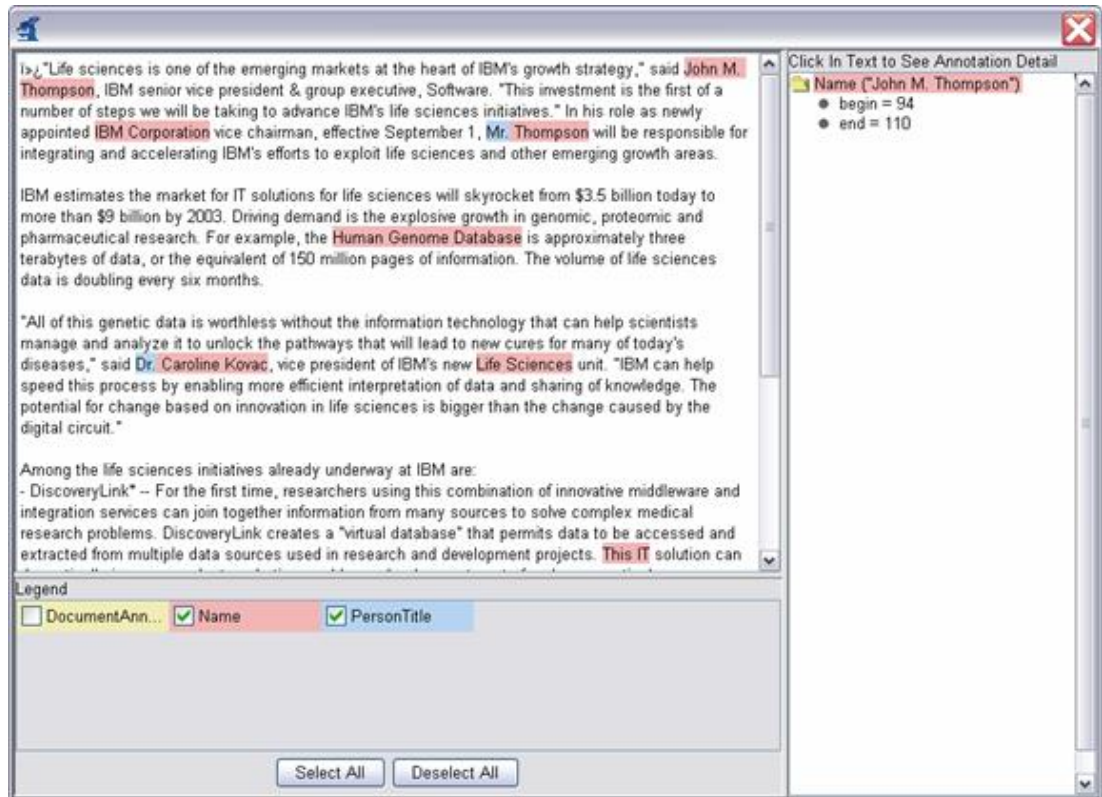 ï»¿"Life sciences is one of the emerging markets at the heart of IBM's growth strategy," said John M.
Thompson, IBM senior vice president & group executive, Software. "This investment is the first of a
number of steps we will be taking to advance IBM's life sciences initiatives." In his role as newly
appointed IBM Corporation vice chairman, effective September 1, Mr. Thompson will be responsible for
integrating and accelerating IBM's efforts to exploit life sciences and other emerging growth areas.
IBM estimates the market for IT solutions for life sciences will skyrocket from $3.5 billion today to
more than $9 billion by 2003. Driving demand is the explosive growth in genomic, proteomic and
pharmaceutical research. For example, the Human Genome Database is approximately three
terabytes of data, or the equivalent of 150 million pages of information. The volume of life sciences
data is doubling every six months.
"All of this genetic data is worthless without the information technology that can help scientists
manage and analyze it to unlock the pathways that will lead to new cures for many of today's
diseases," said Dr. Caroline Kovac, vice president of IBM's new Life Sciences unit. "IBM can help
speed this process by enabling more efficient interpretation of data and sharing of knowledge. The
potential for change based on innovation in life sciences is bigger than the change caused by the
digital circuit."
Among the life sciences initiatives already underway at IBM are:
- DiscoveryLink* -- For the first time, researchers using this combination of innovative middleware and
integration services can join together information from many sources to solve complex medical
research problems. DiscoveryLink creates a "virtual database" that permits data to be accessed and
extracted from multiple data sources used in research and development projects. This IT solution can
Legend
DocumentAnn...
Name
PersonTitle
Select All
Deselect All
Click In Text to See Annotation Detail
Name ("John M. Thompson")
begin = 94
end = 110